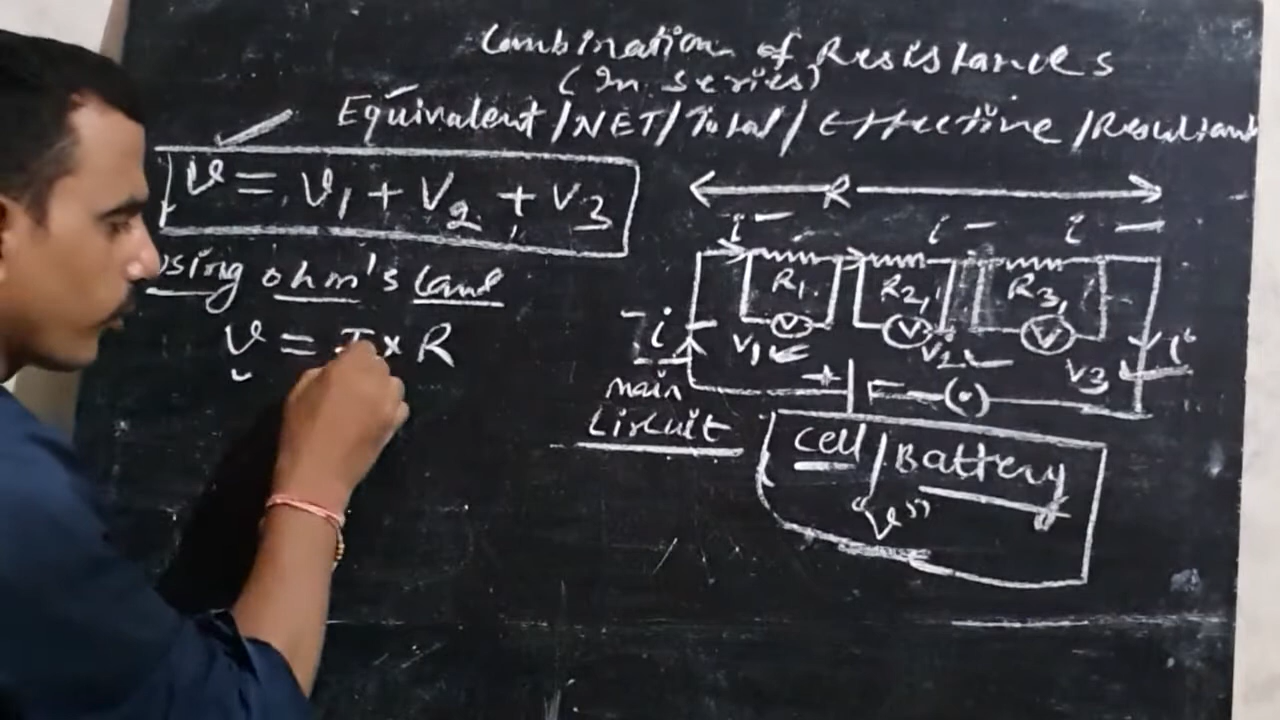 Combination of Resistances
(In series)
Equivalent/NET/Total/Effective/Resultant
V = V1 + V2 + V3
using ohm's Law
V = I × R
R
i
i
i
R1
R2
R3
V
V
V
V1
V2
V3
i
i
+
main
circuit
Cell/Battery
"V"